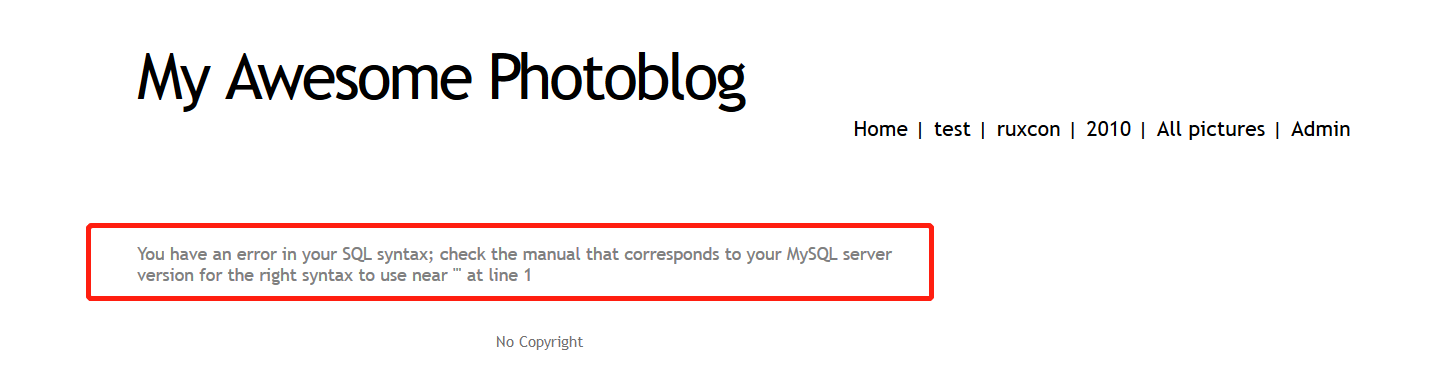 My Awesome Photoblog
Home | test | ruxcon | 2010 | All pictures | Admin
You have an error in your SQL syntax; check the manual that corresponds to your MySQL server
version for the right syntax to use near ''' at line 1
No Copyright